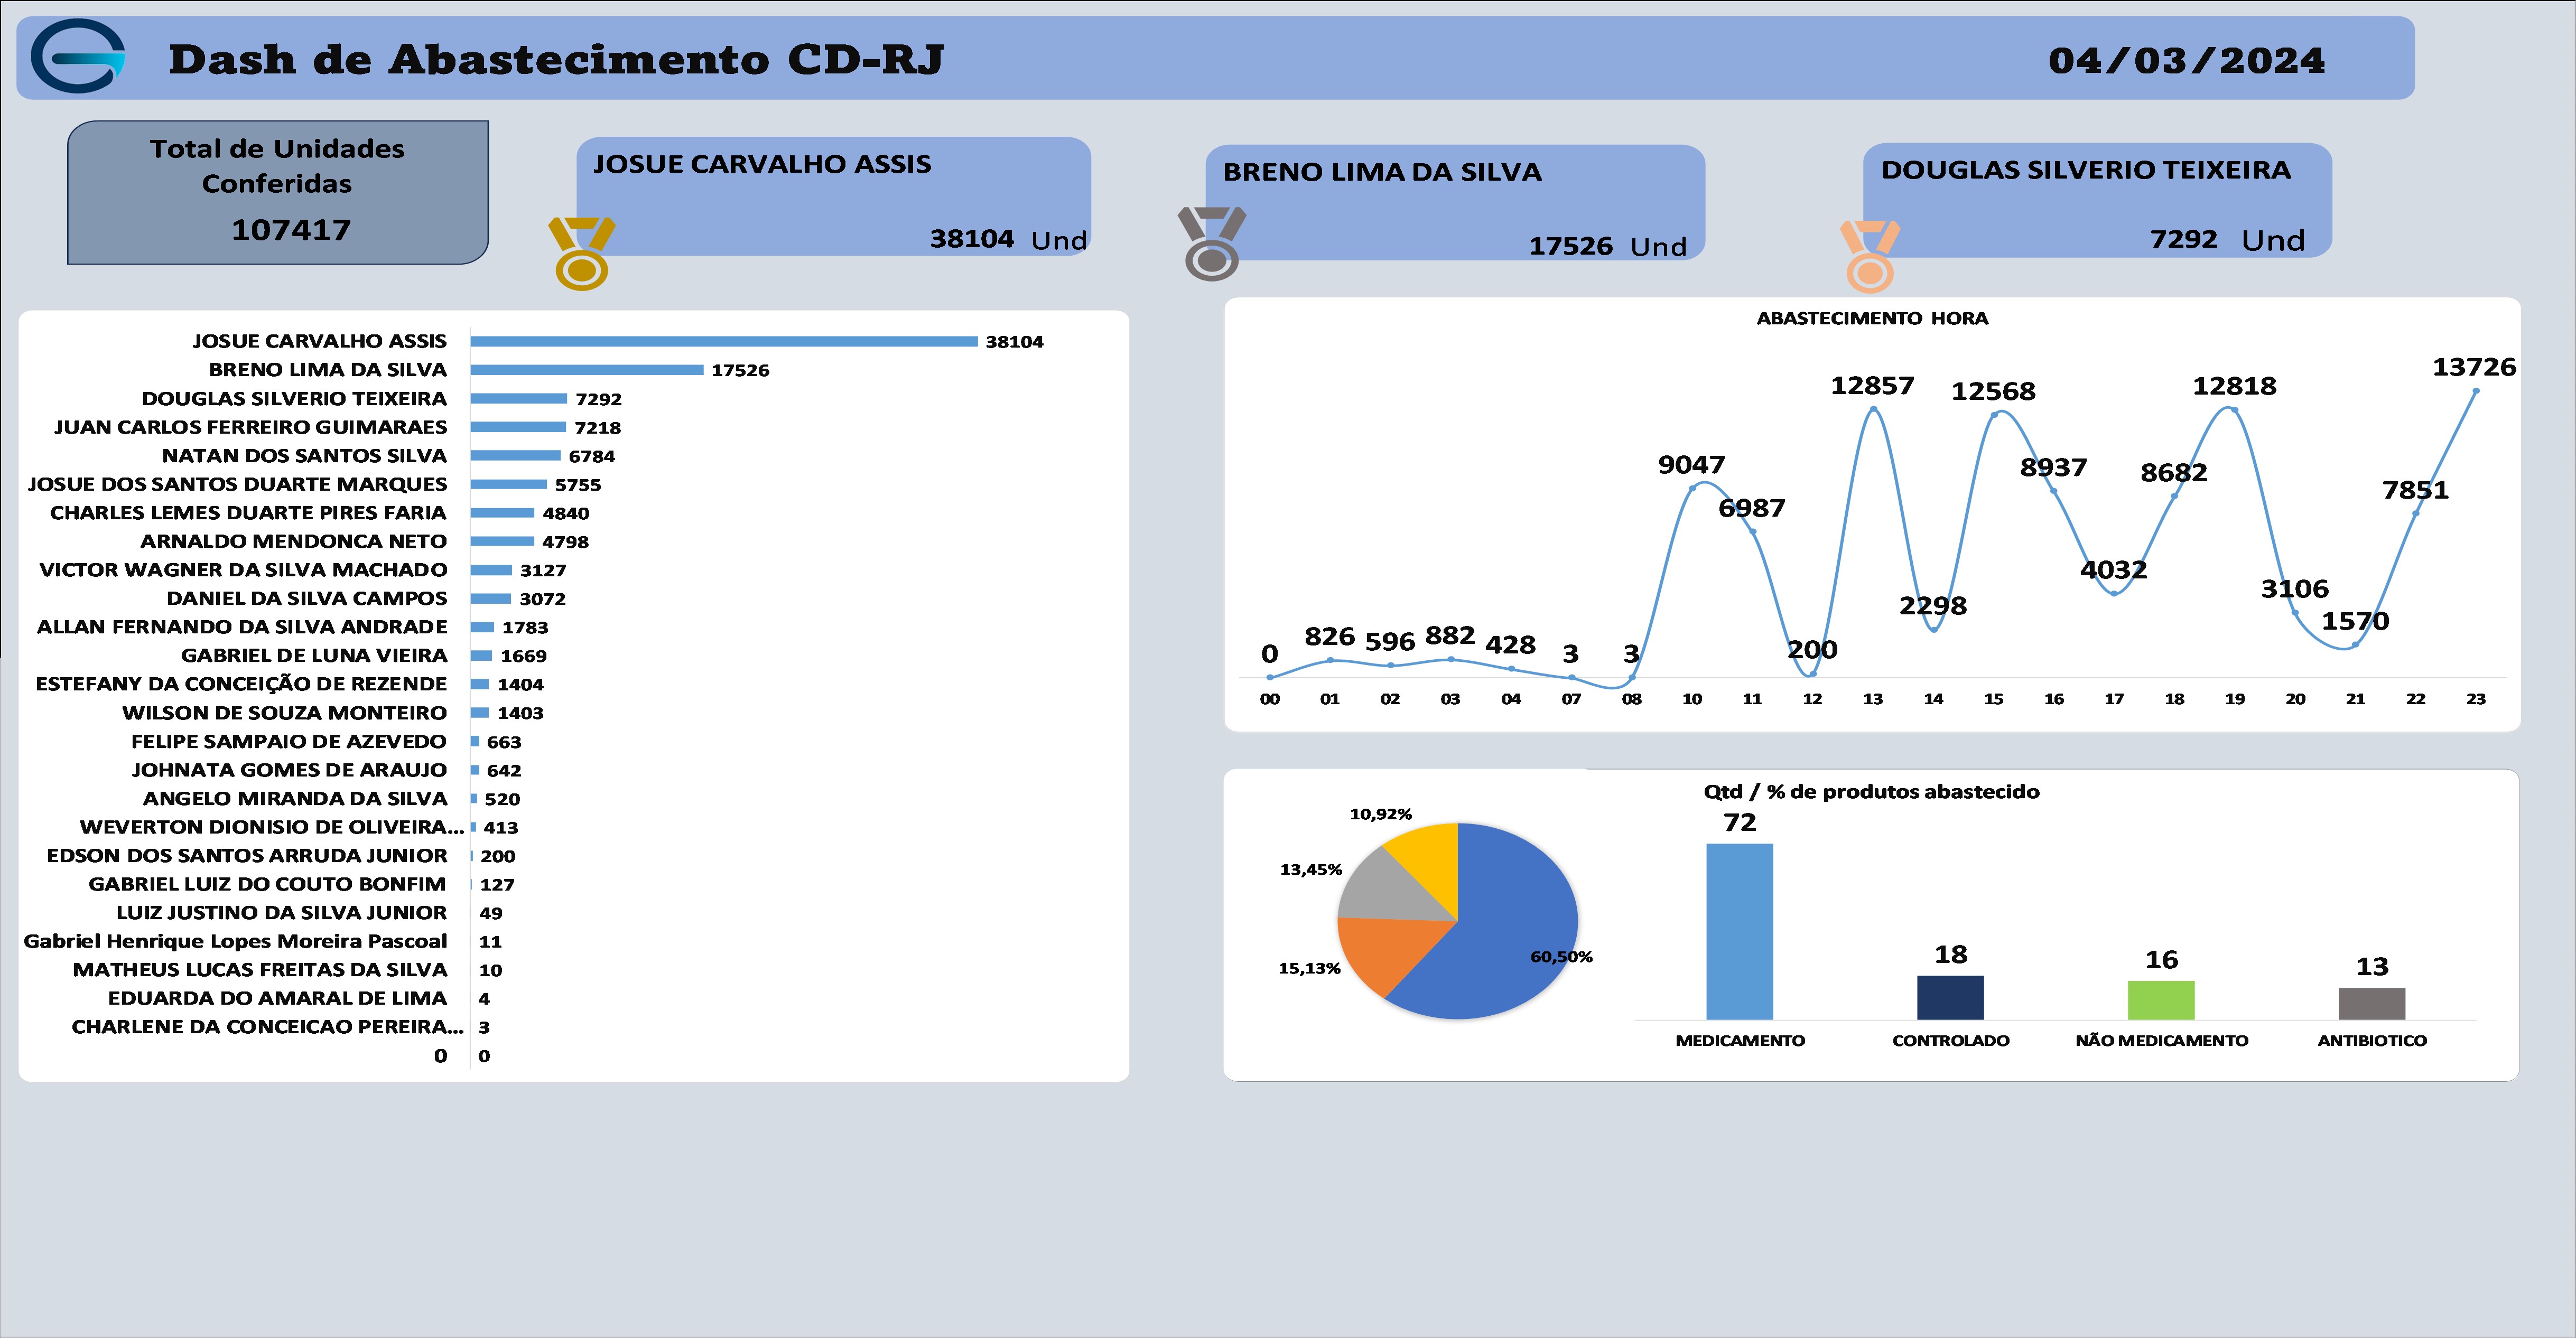 Dash de Abastecimento CD-RJ
04/03/2024
Total de Unidades
Conferidas
107417
JOSUE CARVALHO ASSIS
38104 Und
BRENO LIMA DA SILVA
17526 Und
DOUGLAS SILVERIO TEIXEIRA
7292 Und
JOSUE CARVALHO ASSIS 38104
BRENO LIMA DA SILVA 17526
DOUGLAS SILVERIO TEIXEIRA 7292
JUAN CARLOS FERREIRO GUIMARAES 7218
NATAN DOS SANTOS SILVA 6784
JOSUE DOS SANTOS DUARTE MARQUES 5755
CHARLES LEMES DUARTE PIRES FARIA 4840
ARNALDO MENDONCA NETO 4798
VICTOR WAGNER DA SILVA MACHADO 3127
DANIEL DA SILVA CAMPOS 3072
ALLAN FERNANDO DA SILVA ANDRADE 1783
GABRIEL DE LUNA VIEIRA 1669
ESTEFANY DA CONCEIÇÃO DE REZENDE 1404
WILSON DE SOUZA MONTEIRO 1403
FELIPE SAMPAIO DE AZEVEDO 663
JOHNATA GOMES DE ARAUJO 642
ANGELO MIRANDA DA SILVA 520
WEVERTON DIONISIO DE OLIVEIRA... 413
EDSON DOS SANTOS ARRUDA JUNIOR 200
GABRIEL LUIZ DO COUTO BONFIM 127
LUIZ JUSTINO DA SILVA JUNIOR 49
Gabriel Henrique Lopes Moreira Pascoal 11
MATHEUS LUCAS FREITAS DA SILVA 10
EDUARDA DO AMARAL DE LIMA 4
CHARLENE DA CONCEICAO PEREIRA... 3
0 0
ABASTECIMENTO HORA
0 826 596 882 428 3 3 9047 6987 200 12857 2298 12568 8937 4032 8682 12818 3106 1570 7851 13726
00 01 02 03 04 07 08 10 11 12 13 14 15 16 17 18 19 20 21 22 23
10,92%
13,45%
15,13%
60,50%
Qtd / % de produtos abastecido
72 18 16 13
MEDICAMENTO CONTROLADO NÃO MEDICAMENTO ANTIBIOTICO